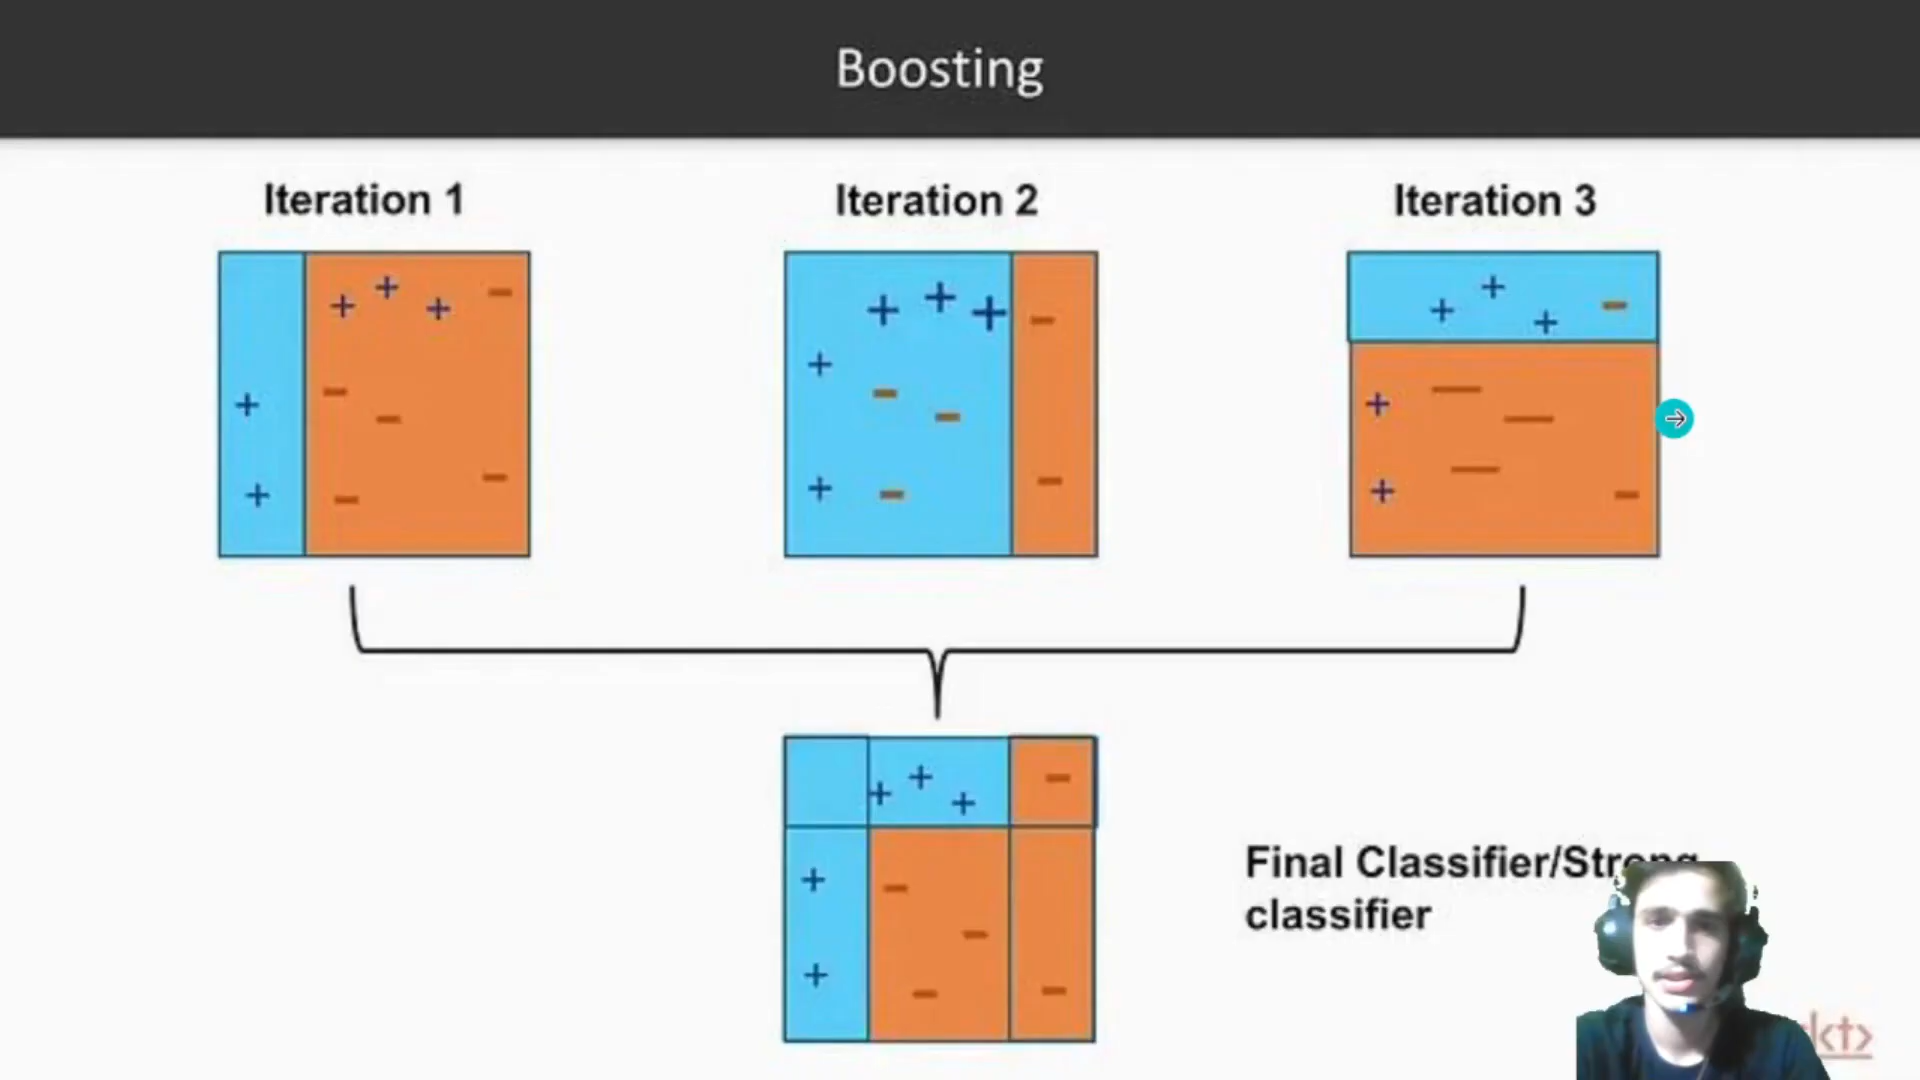 Boosting
Iteration 1
Iteration 2
Iteration 3
Final Classifier/Strong
classifier